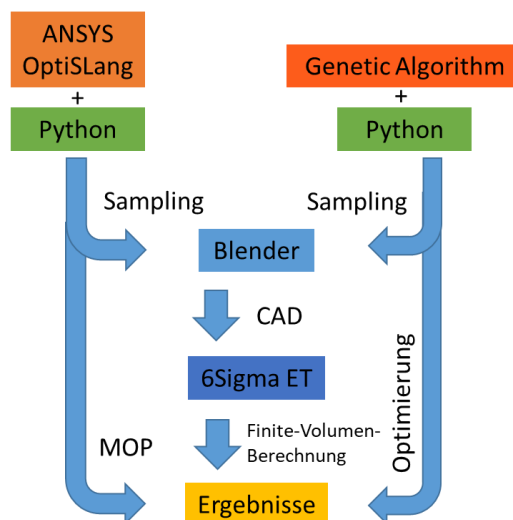 ANSYS
OptiSLang
+
Python
Genetic Algorithm
+
Python
Sampling
Sampling
Blender
CAD
6Sigma ET
Finite-Volumen-
Berechnung
MOP
Optimierung
Ergebnisse